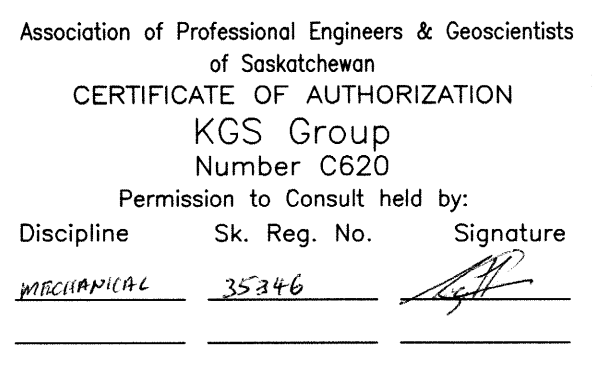 Association of Professional Engineers & Geoscientists
of Saskatchewan
CERTIFICATE OF AUTHORIZATION
KGS Group
Number C620
Permission to Consult held by:
Discipline Sk. Reg. No. Signature
MECHANICAL 35346